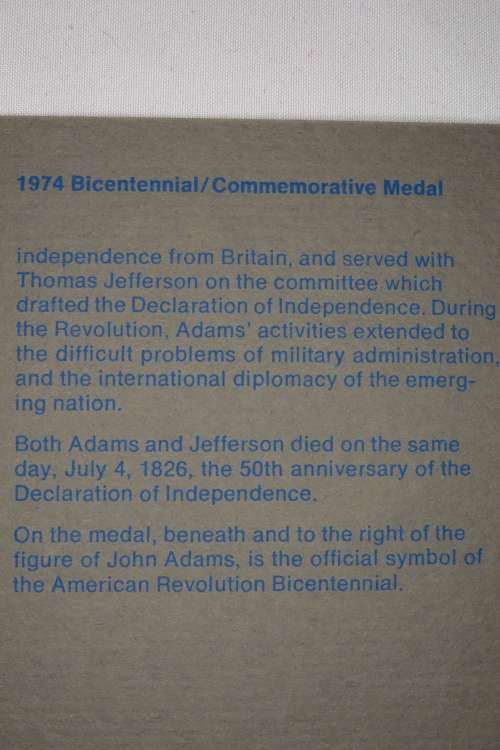 1974 Bicentennial/Commemorative Medal
independence from Britain, and served with
Thomas Jefferson on the committee which
drafted the Declaration of Independence. During
the Revolution, Adams' activities extended to
the difficult problems of military administration,
and the international diplomacy of the emerg-
ing nation.
Both Adams and Jefferson died on the same
day, July 4, 1826, the 50th anniversary of the
Declaration of Independence.
On the medal, beneath and to the right of the
figure of John Adams, is the official symbol of
the American Revolution Bicentennial.